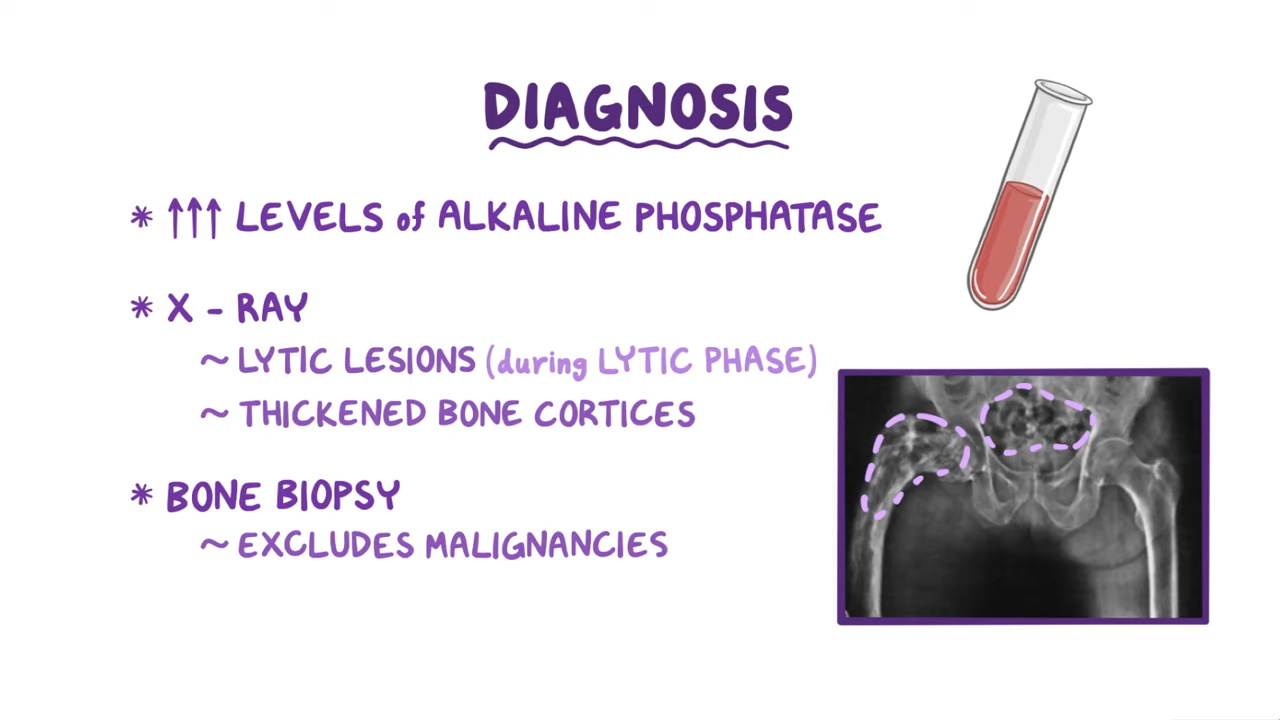 DIAGNOSIS
* ↑↑↑ LEVELS of ALKALINE PHOSPHATASE
* X - RAY
~ LYTIC LESIONS (during LYTIC PHASE)
~ THICKENED BONE CORTICES
* BONE BIOPSY
~ EXCLUDES MALIGNANCIES